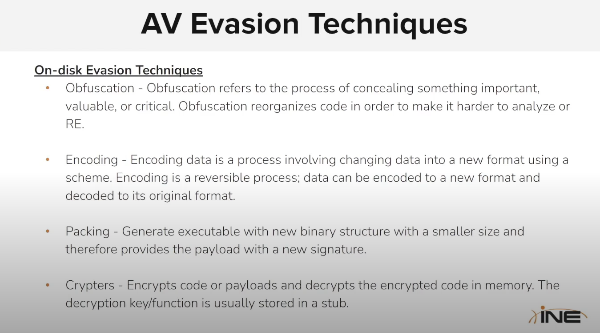 AV Evasion Techniques
On-disk Evasion Techniques
• Obfuscation - Obfuscation refers to the process of concealing something important,
valuable, or critical. Obfuscation reorganizes code in order to make it harder to analyze or
RE.
• Encoding - Encoding data is a process involving changing data into a new format using a
scheme. Encoding is a reversible process; data can be encoded to a new format and
decoded to its original format.
• Packing - Generate executable with new binary structure with a smaller size and
therefore provides the payload with a new signature.
• Crypters - Encrypts code or payloads and decrypts the encrypted code in memory. The
decryption key/function is usually stored in a stub.
iNE